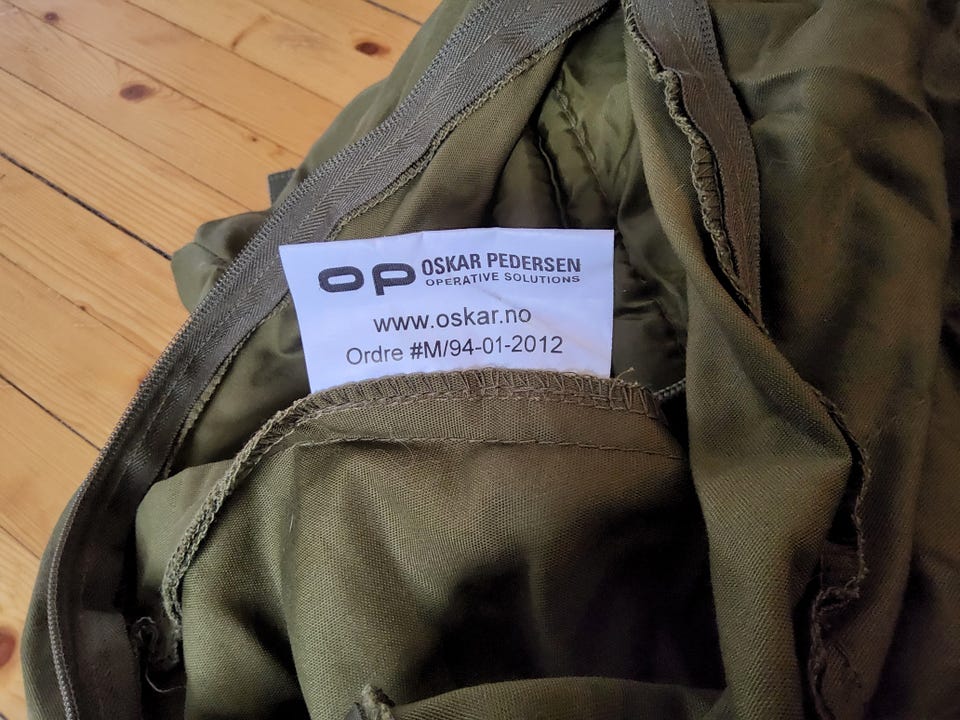 OP OSKAR PEDERSEN
OPERATIVE SOLUTIONS
www.oskar.no
Ordre #M/94-01-2012